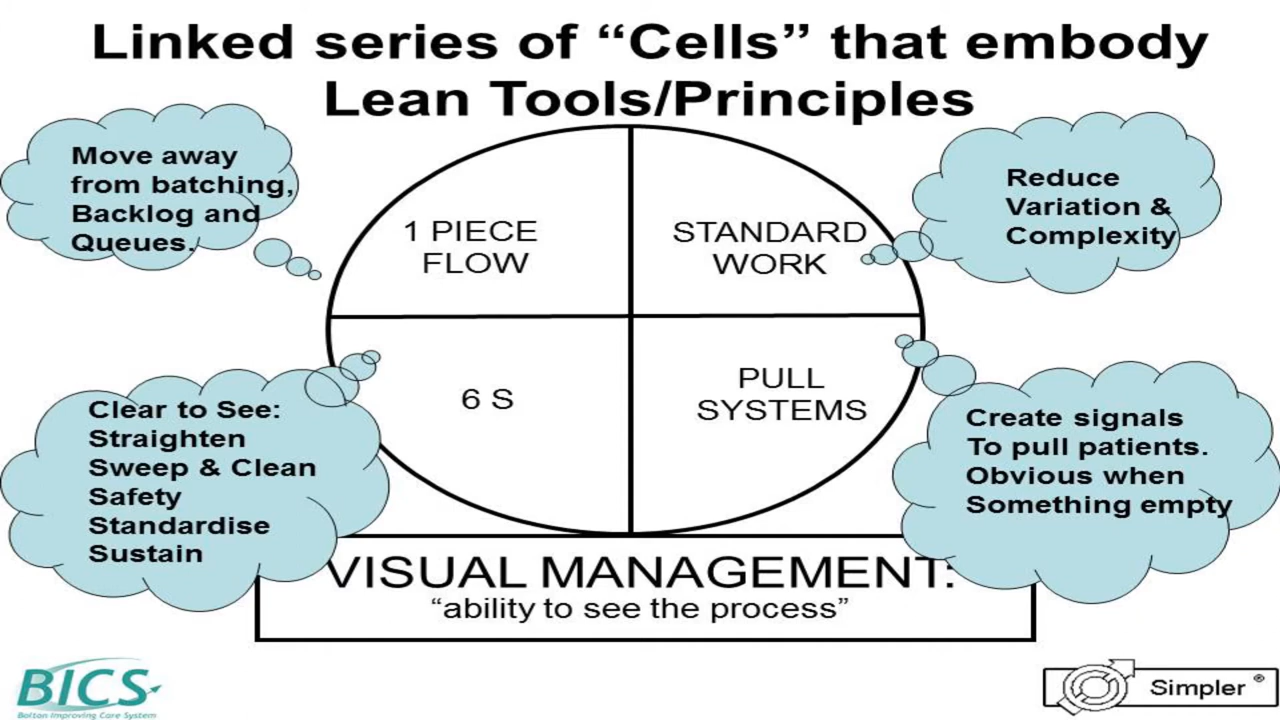 Linked series of “Cells” that embody
Lean Tools/Principles
Move away
from batching,
Backlog and
Queues.
1 PIECE
FLOW
STANDARD
WORK
Reduce
Variation &
Complexity
Clear to See:
Straighten
Sweep & Clean
Safety
Standardise
Sustain
6 S
PULL
SYSTEMS
Create signals
To pull patients.
Obvious when
Something empty
VISUAL MANAGEMENT:
“ability to see the process”
BICS
Bolton Improving Care System
Simpler ®